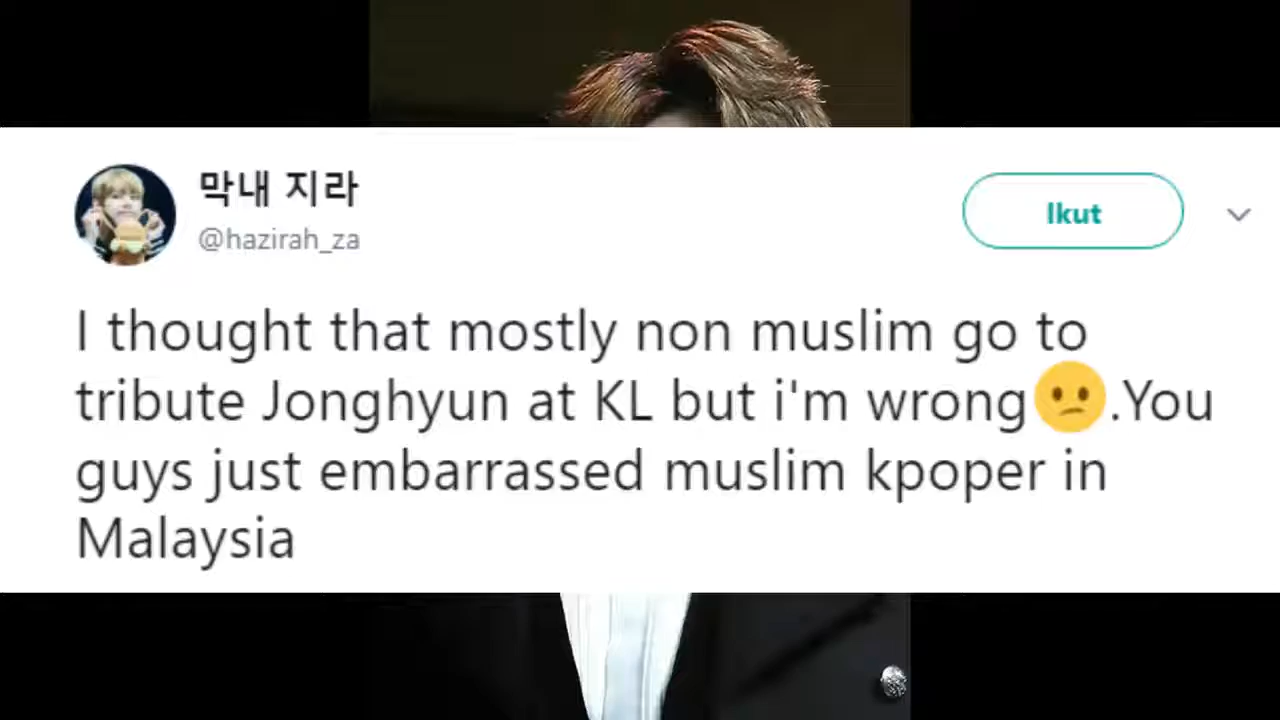 막내 지라
@hazirah_za
Ikut
I thought that mostly non muslim go to
tribute Jonghyun at KL but i'm wrong😕.You
guys just embarrassed muslim kpoper in
Malaysia